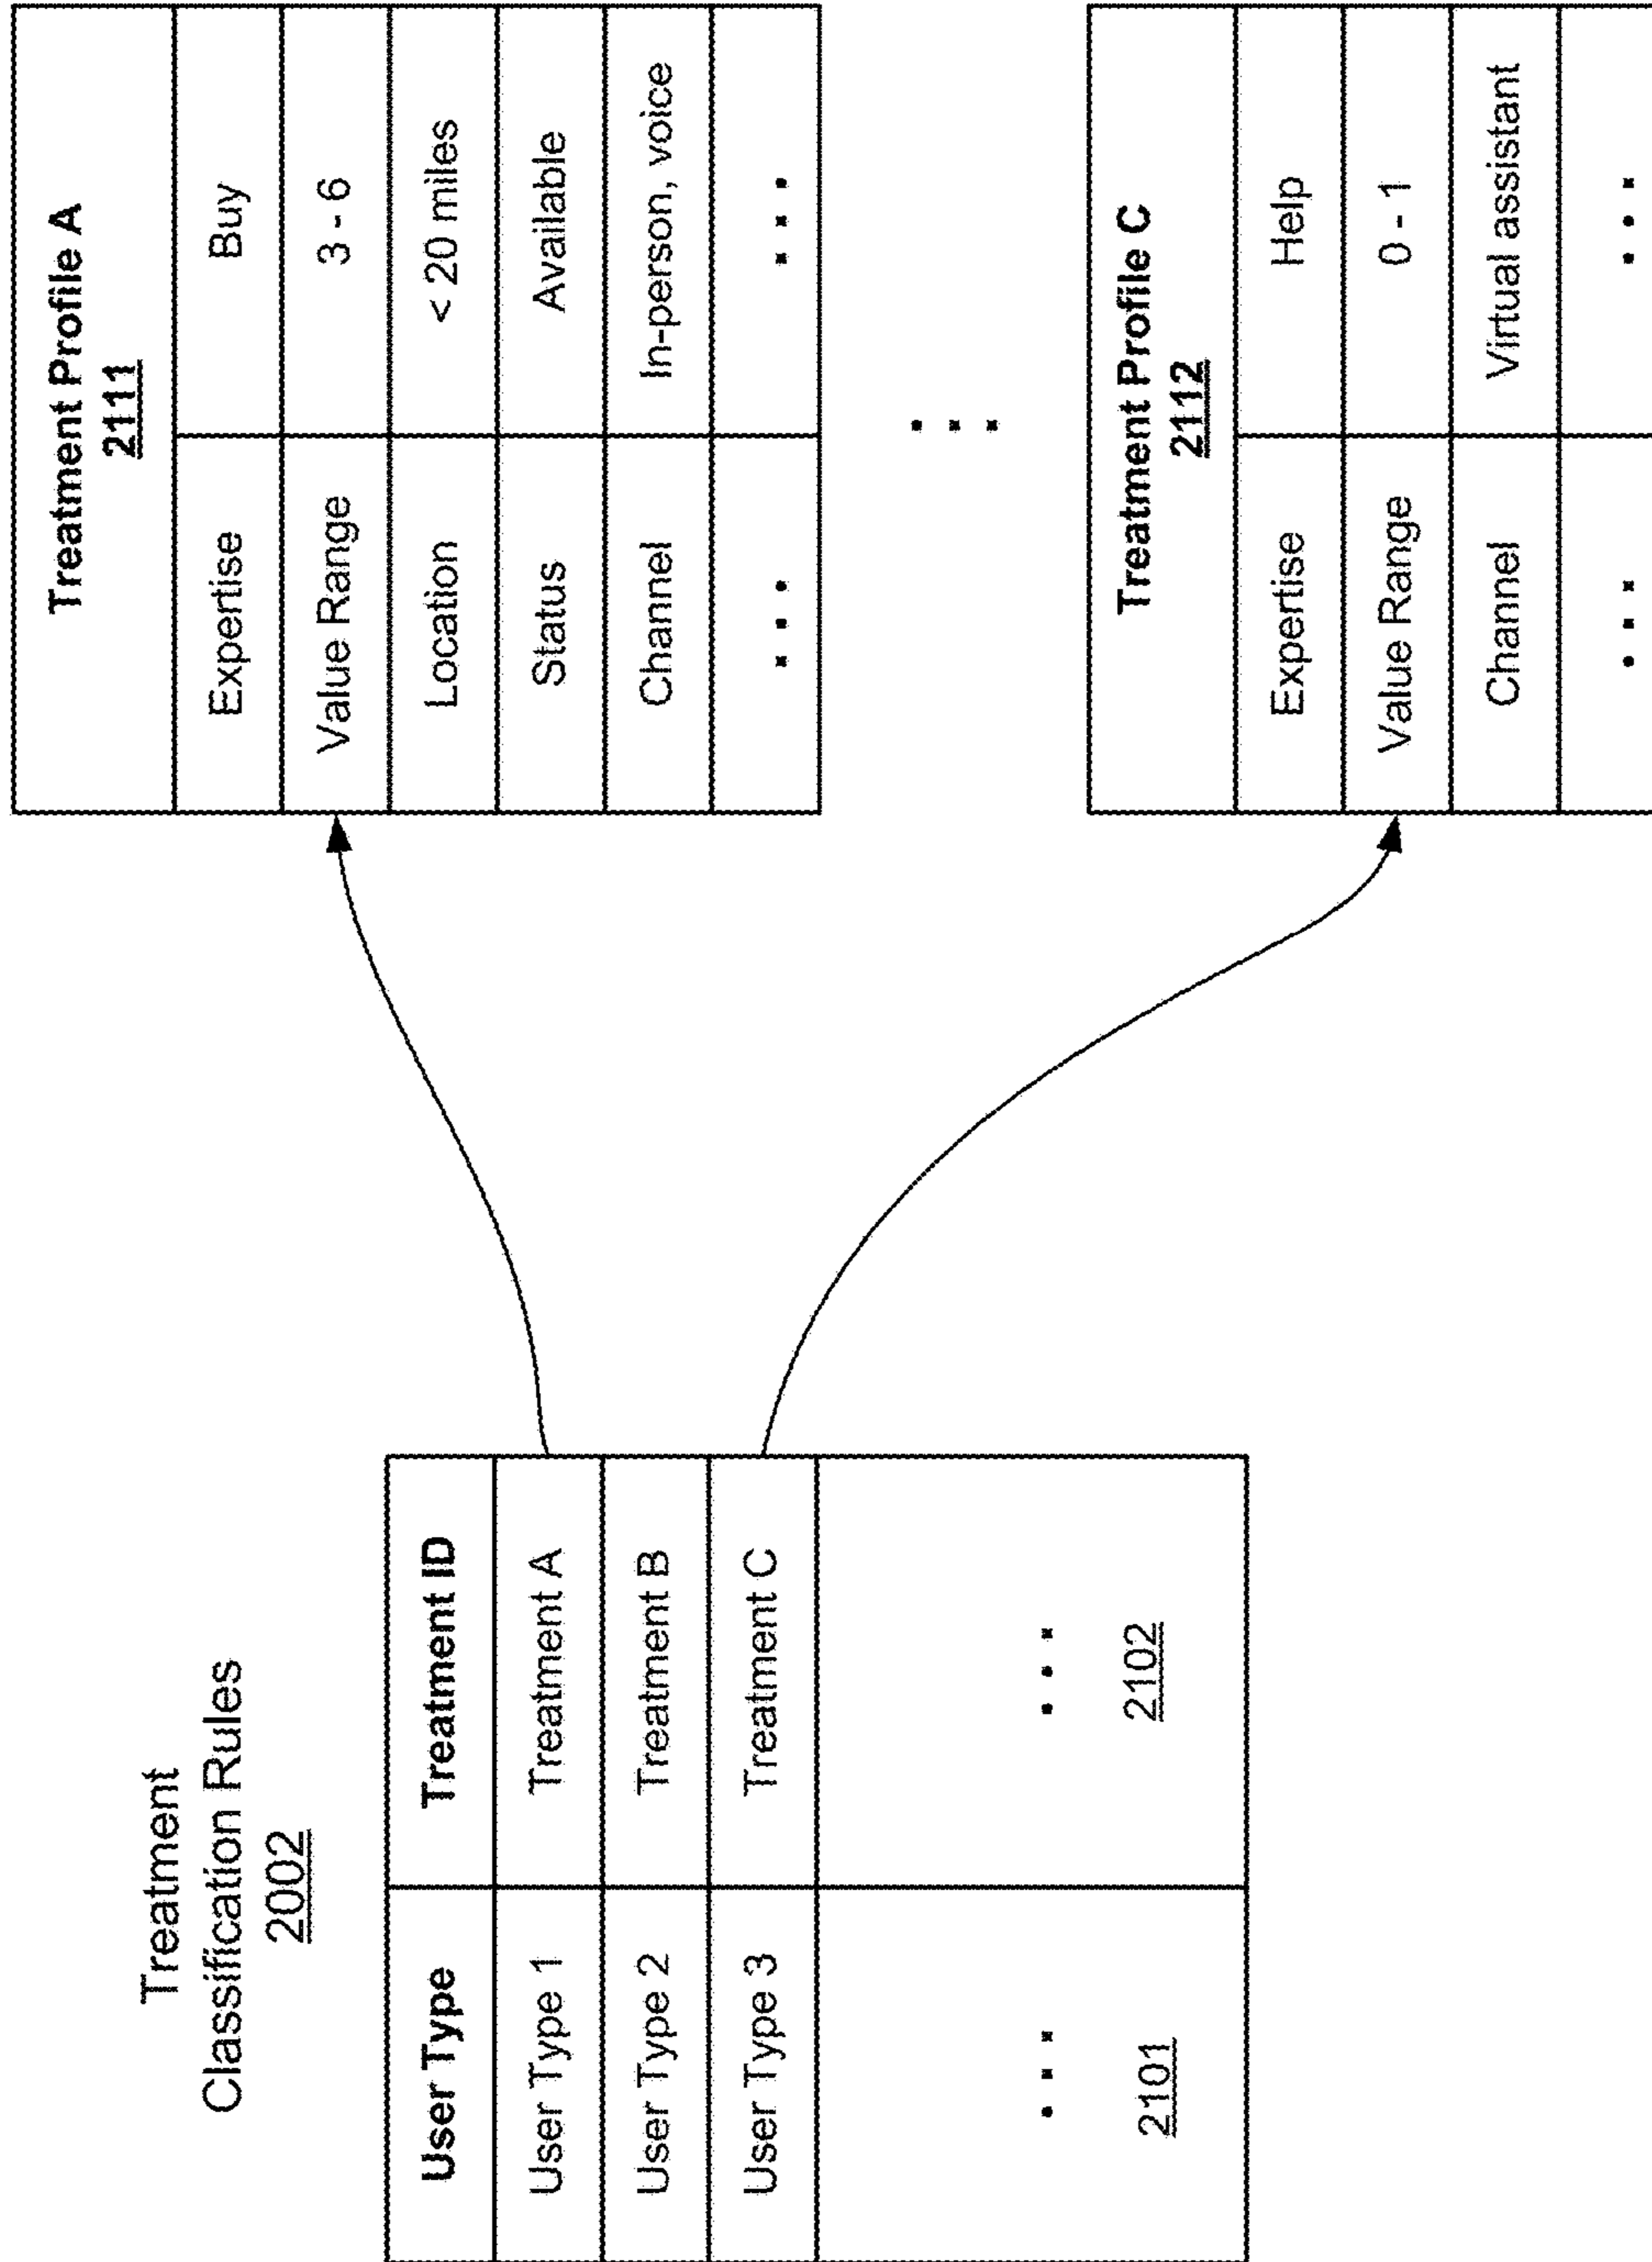 Treatment
Classification Rules
2002
User Type Treatment ID
User Type 1 Treatment A
User Type 2 Treatment B
User Type 3 Treatment C
2101 2102
Treatment Profile A
2111
Expertise Buy
Value Range 3 - 6
Location < 20 miles
Status Available
Channel In-person, voice
Treatment Profile C
2112
Expertise Help
Value Range 0 - 1
Channel Virtual assistant